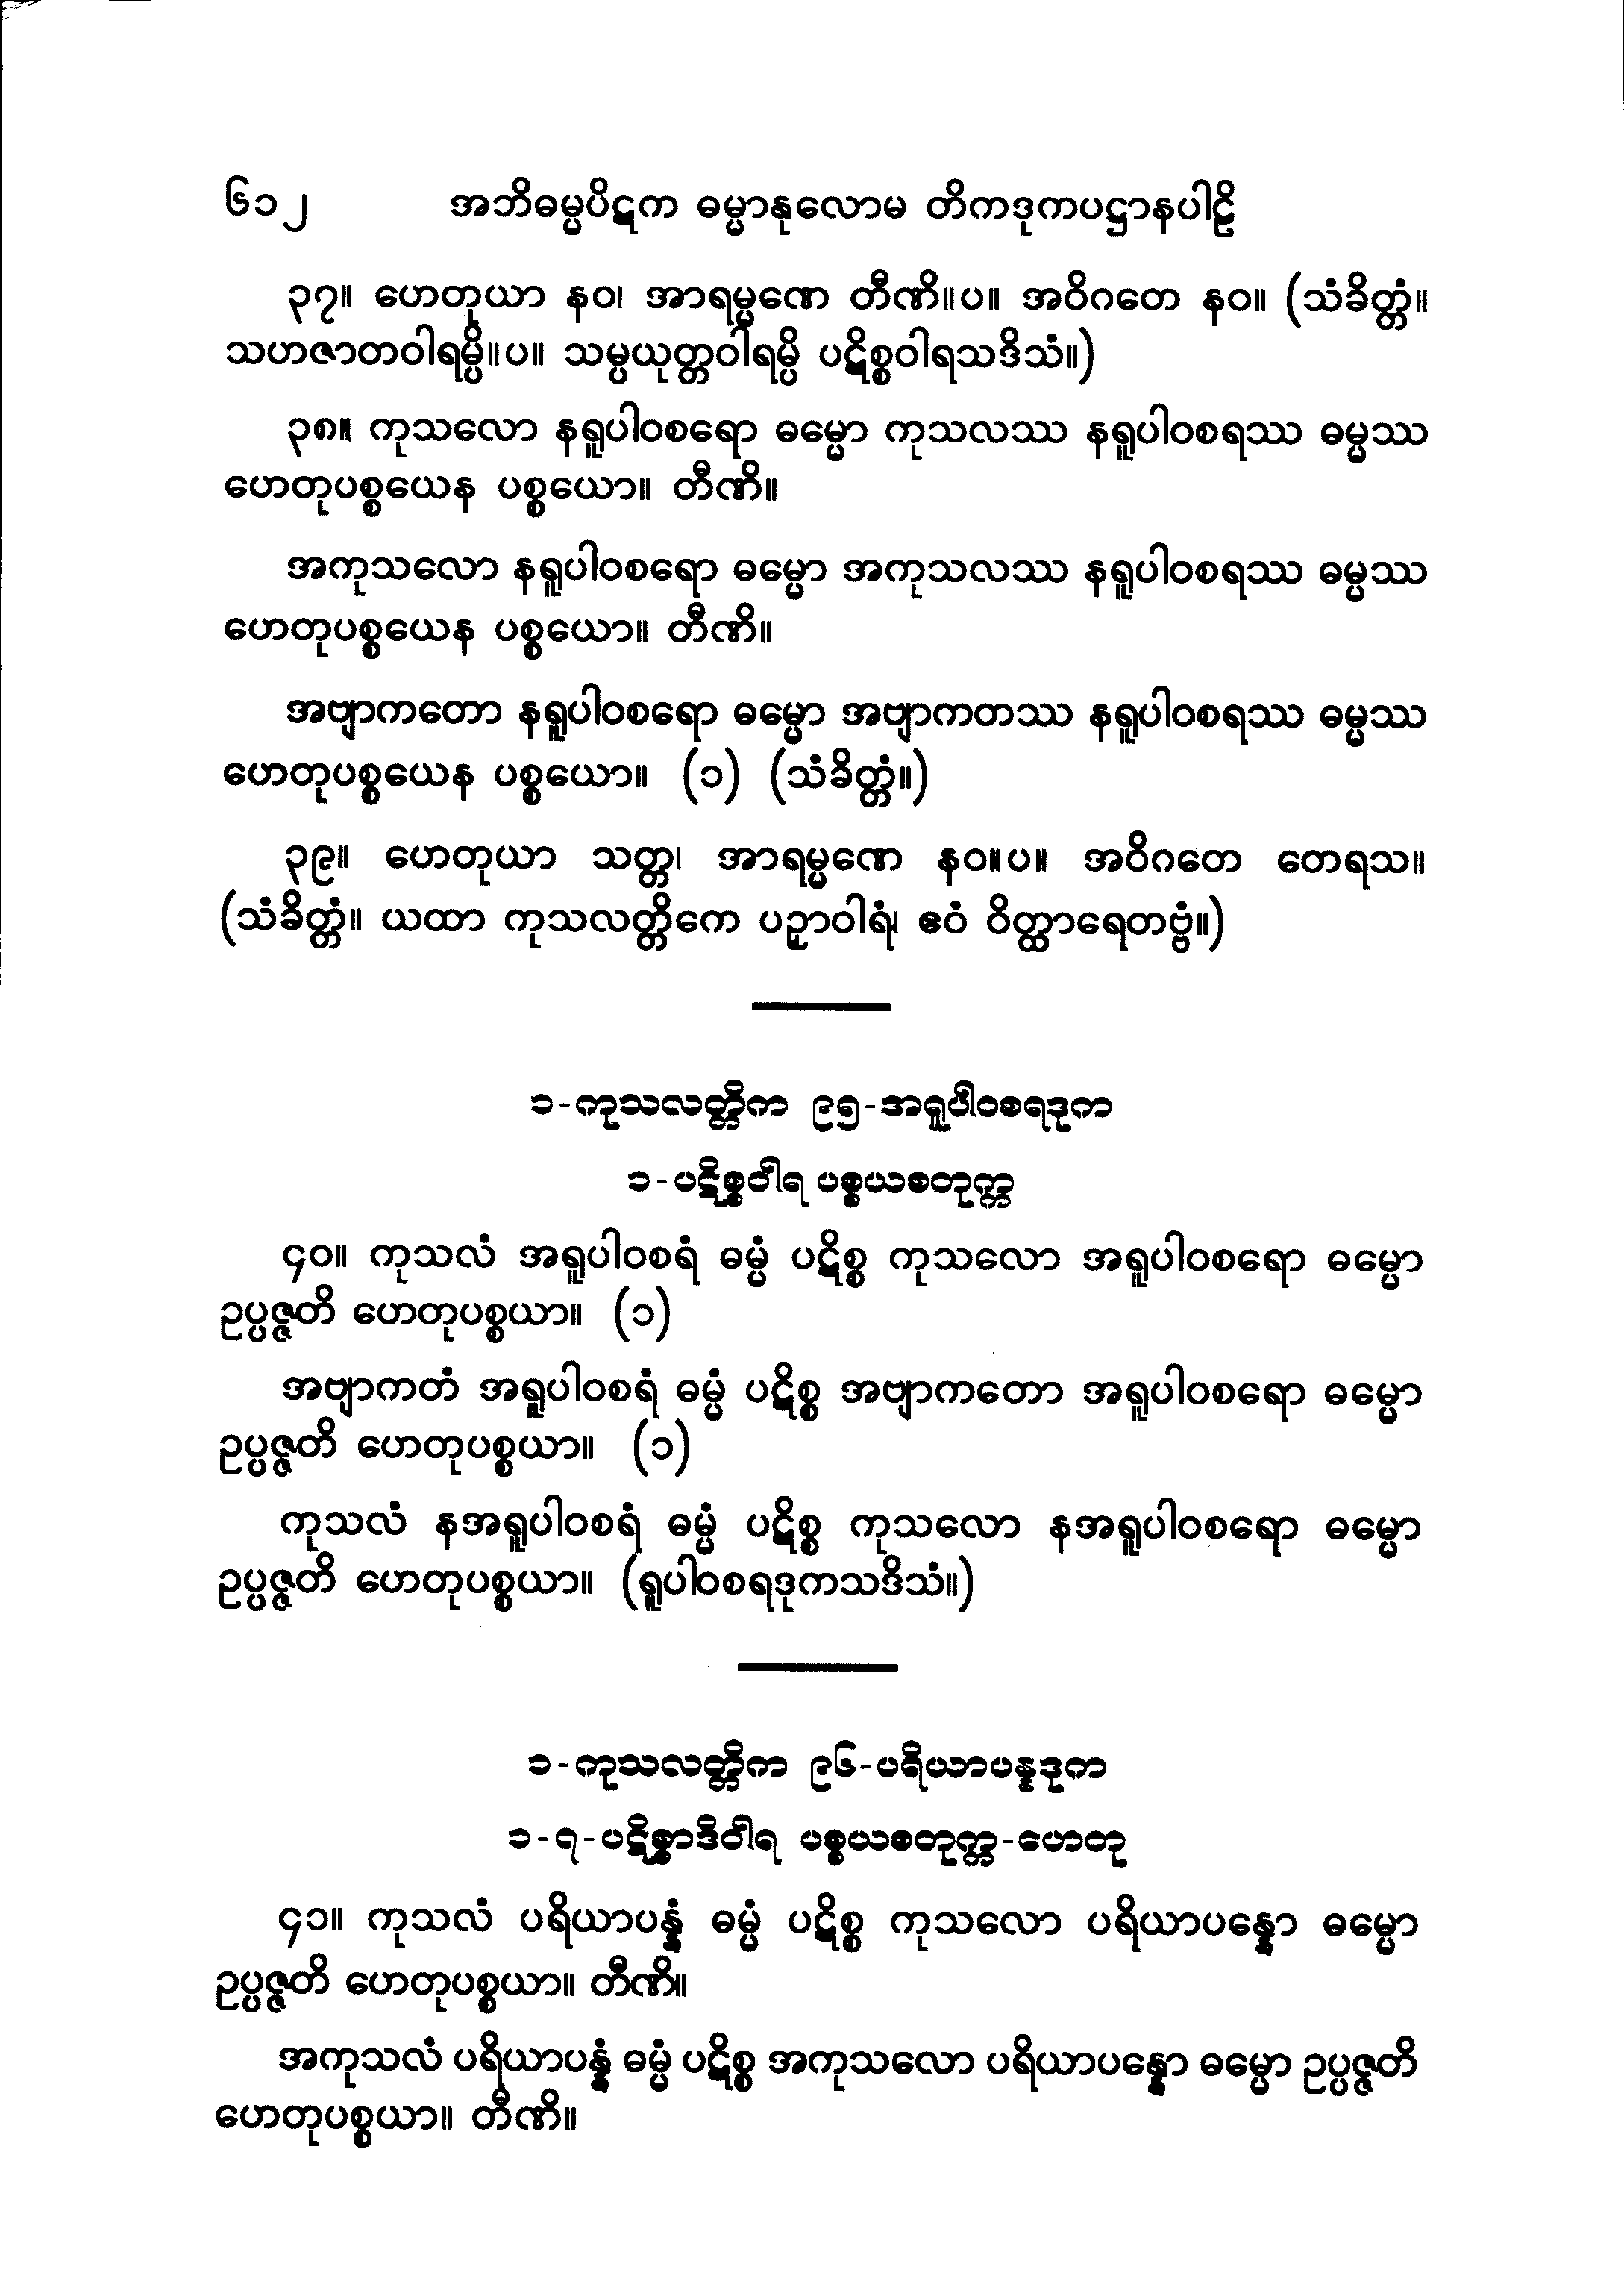 ၆၁၂ အဘိဓမ္မပိဋက ဓမ္မာနုလောမ တိကဒုကပဋ္ဌာနပါဠိ
၃၇။ ဟေတုယာ နဝ၊ အာရမ္မဏေ တီဏိ။ပ။ အဝိဂတေ နဝ။ (သံခိတ္တံ။
သဟဇာတဝါရမ္ပိ။ပ။ သမ္ပယုတ္တဝါရမ္ပိ ပဋိစ္စဝါရသဒိသံ။)
၃၈။ ကုသလော နရူပါဝစရော ဓမ္မော ကုသလဿ နရူပါဝစရဿ ဓမ္မဿ
ဟေတုပစ္စယေန ပစ္စယော။ တီဏိ။
အကုသလော နရူပါဝစရော ဓမ္မော အကုသလဿ နရူပါဝစရဿ ဓမ္မဿ
ဟေတုပစ္စယေန ပစ္စယော။ တီဏိ။
အဗျာကတော နရူပါဝစရော ဓမ္မော အဗျာကတဿ နရူပါဝစရဿ ဓမ္မဿ
ဟေတုပစ္စယေန ပစ္စယော။ (၁) (သံခိတ္တံ။)
၃၉။ ဟေတုယာ သတ္တ၊ အာရမ္မဏေ နဝ။ပ။ အဝိဂတေ တေရသ။
(သံခိတ္တံ။ ယထာ ကုသလတ္တိကေ ပဉှာဝါရံ၊ ဧဝံ ဝိတ္ထာရေတဗ္ဗံ။)
၁-ကုသလတ္တိက ၉၅-အရူပါဝစရဒုက
၁-ပဋိစ္စဝါရ ပစ္စယစတုက္က
၄၀။ ကုသလံ အရူပါဝစရံ ဓမ္မံ ပဋိစ္စ ကုသလော အရူပါဝစရော ဓမ္မော
ဥပ္ပဇ္ဇတိ ဟေတုပစ္စယာ။ (၁)
အဗျာကတံ အရူပါဝစရံ ဓမ္မံ ပဋိစ္စ အဗျာကတော အရူပါဝစရော ဓမ္မော
ဥပ္ပဇ္ဇတိ ဟေတုပစ္စယာ။ (၁)
ကုသလံ နအရူပါဝစရံ ဓမ္မံ ပဋိစ္စ ကုသလော နအရူပါဝစရော ဓမ္မော
ဥပ္ပဇ္ဇတိ ဟေတုပစ္စယာ။ (ရူပါဝစရဒုကသဒိသံ။)
၁-ကုသလတ္တိက ၉၆-ပရိယာပန္နဒုက
၁-၇-ပဋိစ္စာဒိဝါရ ပစ္စယစတုက္က-ဟေတု
၄၁။ ကုသလံ ပရိယာပန္နံ ဓမ္မံ ပဋိစ္စ ကုသလော ပရိယာပန္နော ဓမ္မော
ဥပ္ပဇ္ဇတိ ဟေတုပစ္စယာ။ တီဏိ။
အကုသလံ ပရိယာပန္နံ ဓမ္မံ ပဋိစ္စ အကုသလော ပရိယာပန္နော ဓမ္မော ဥပ္ပဇ္ဇတိ
ဟေတုပစ္စယာ။ တီဏိ။